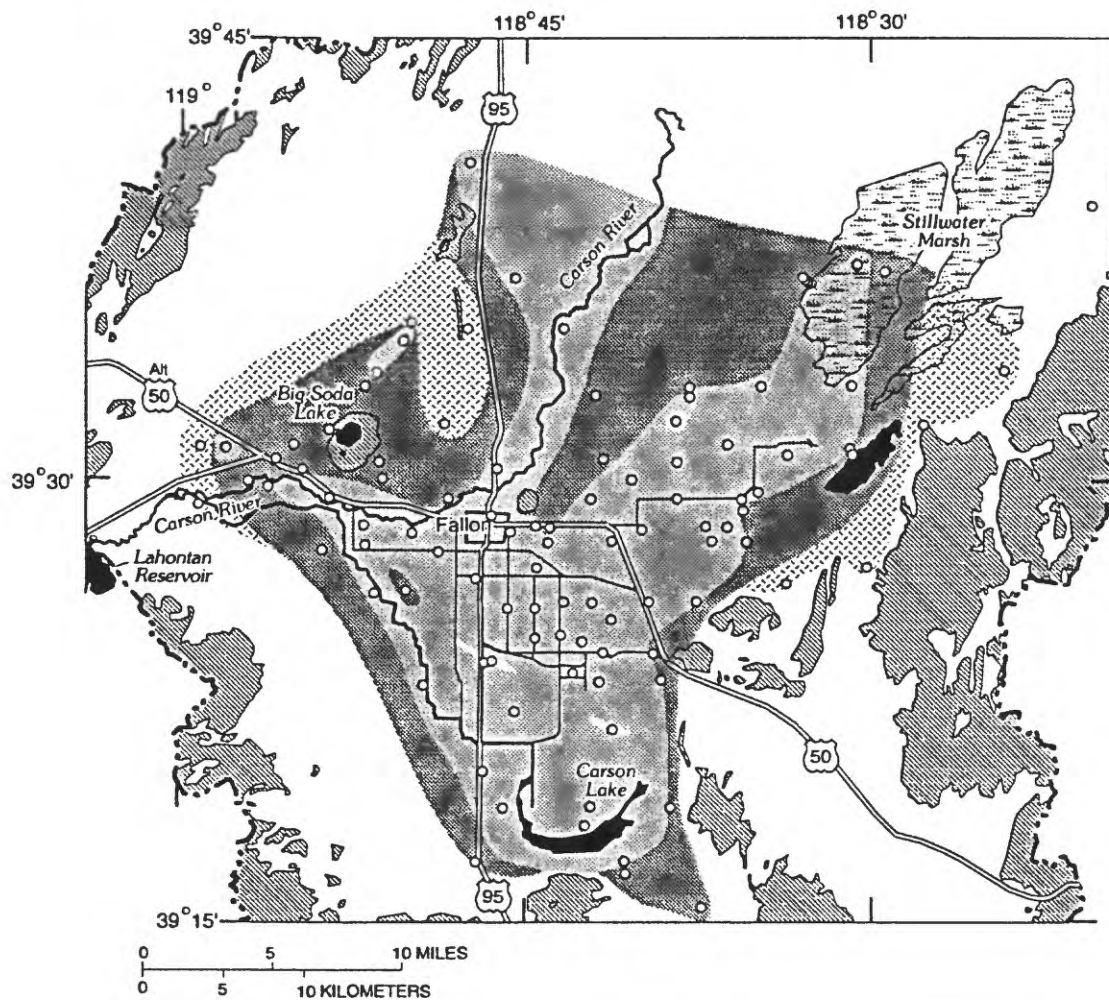 118° 45'
118° 30'
39° 45'
119°
95
Carson River
Stillwater
Marsh
Alt
50
Big Soda
Lake
39° 30'
Carson River
Fallon
Lahontan
Reservoir
50
Carson
Lake
95
39° 15'
0 5 10 MILES
0 5 10 KILOMETERS